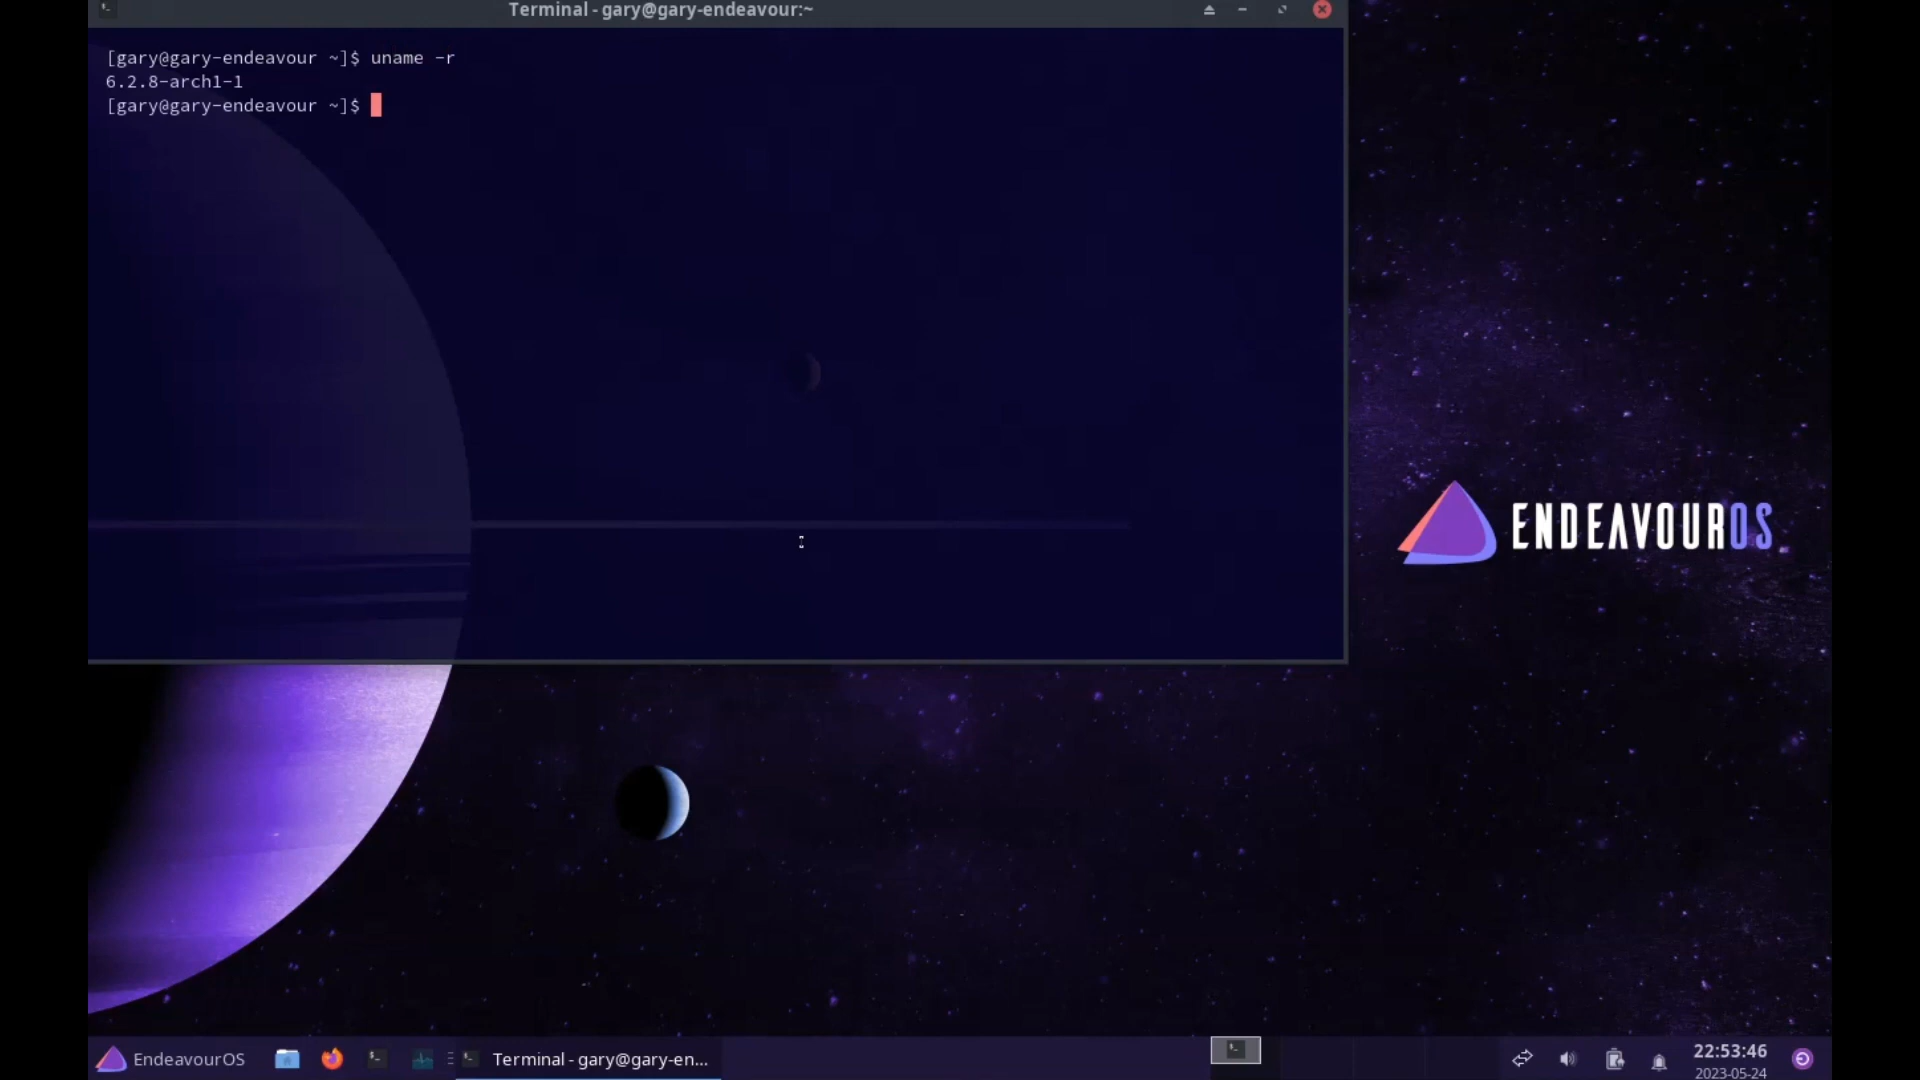 Terminal - gary@gary-endeavour:~
[gary@gary-endeavour ~]$ uname -r
6.2.8-arch1-1
[gary@gary-endeavour ~]$
ENDEAVOUROS
EndeavourOS
Terminal - gary@gary-en...
22:53:46
2023-05-24